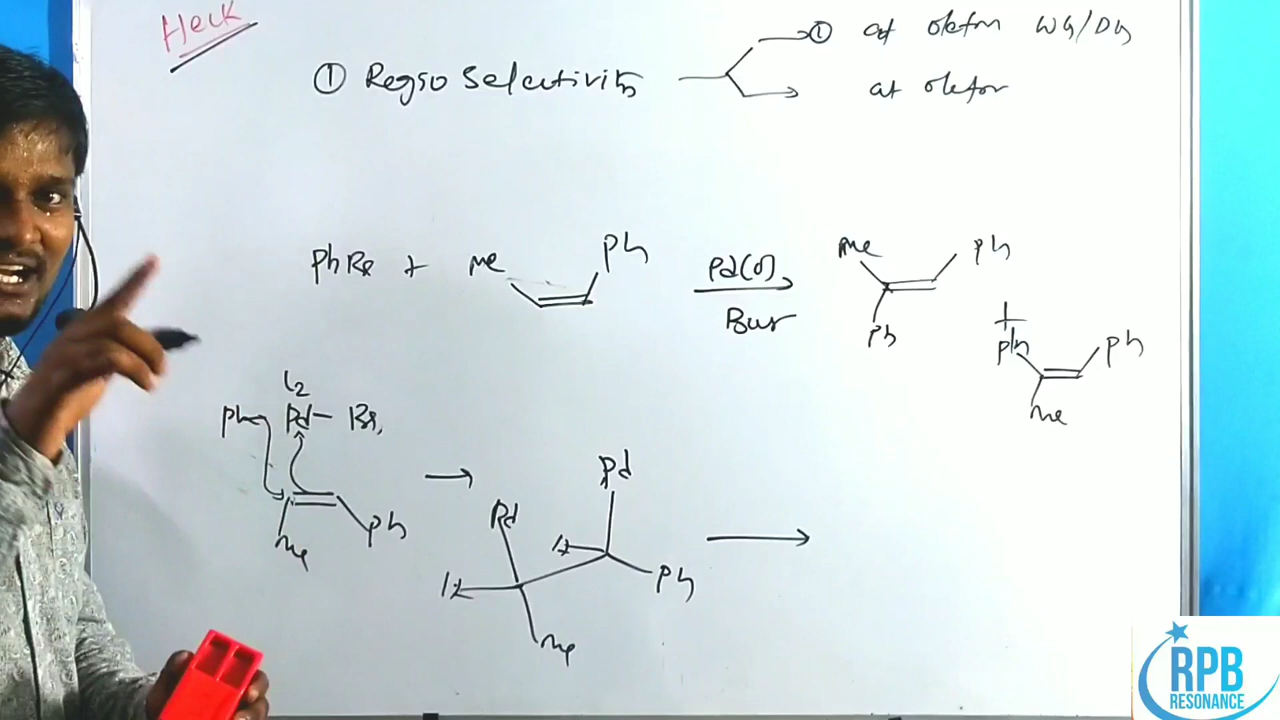 Heck
① Regio Selectivity
① at olefin WG/DG
at olefin
PhBr + Me Ph
Pd(0),
Base
Me Ph
Ph
+
Ph Ph
Me
L2
Ph Pd—Br,
Me Ph
Pd
Pd
H
H Ph
Me
RPB
RESONANCE